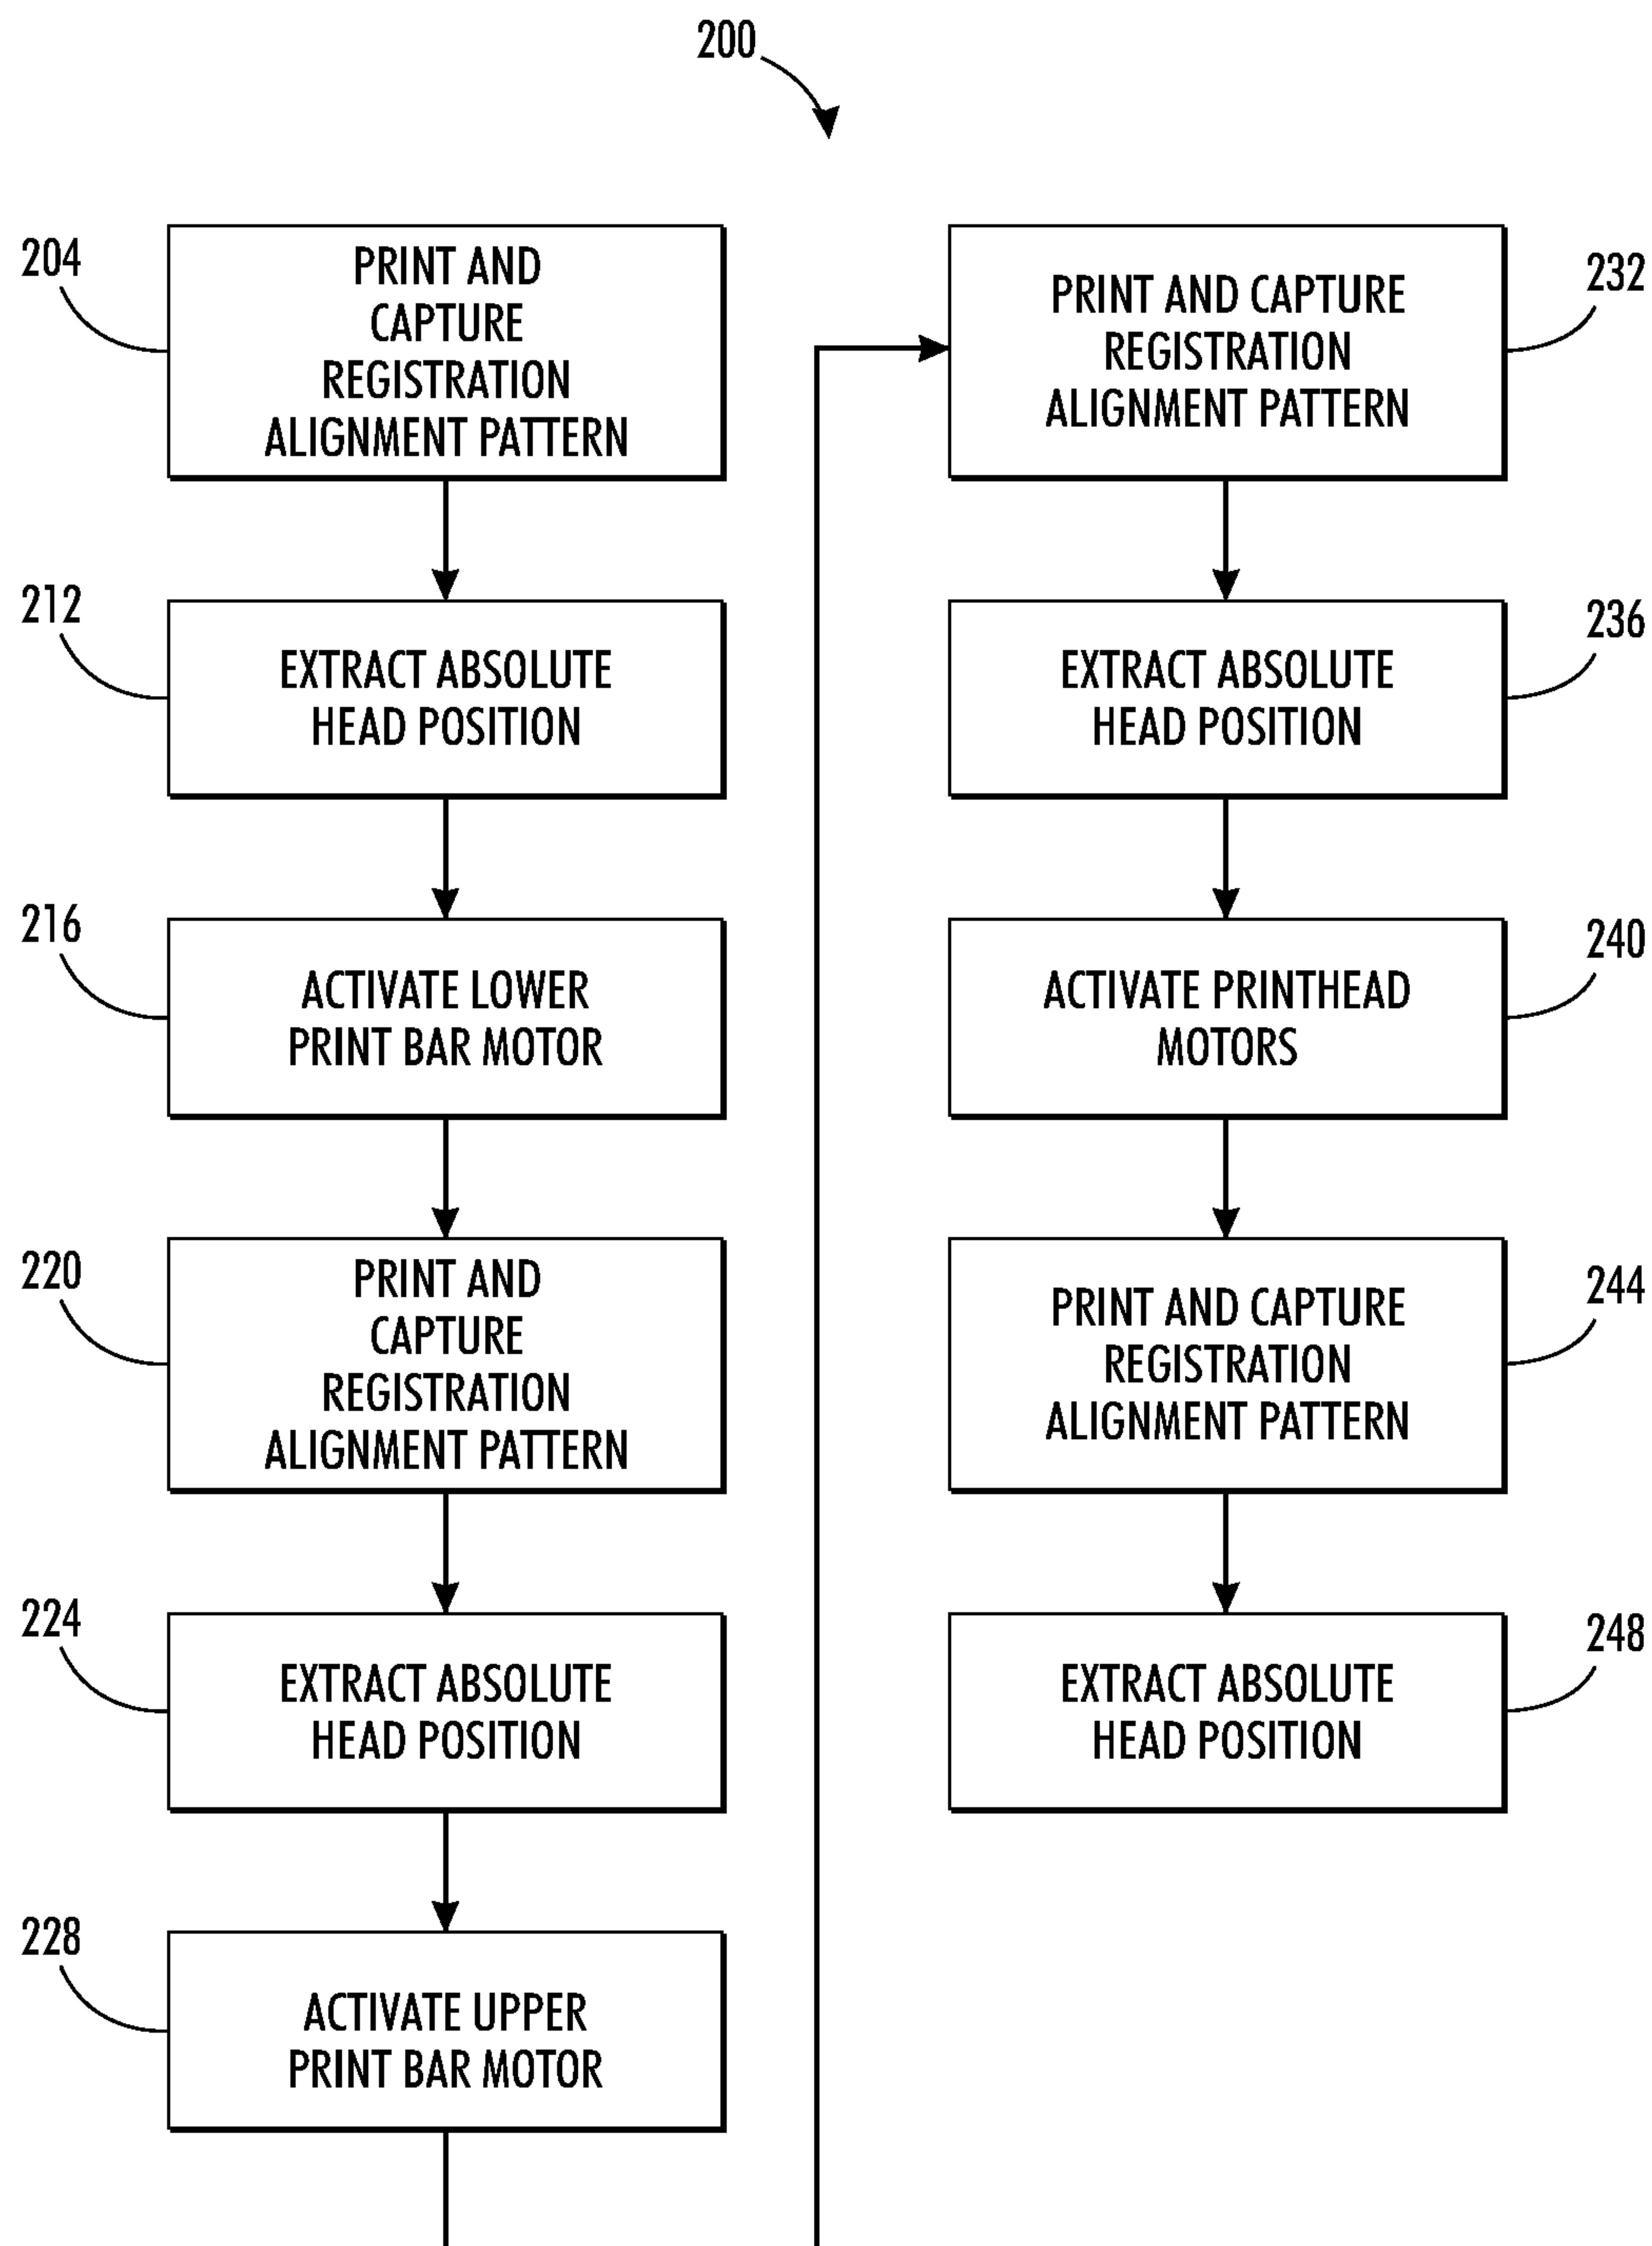 200
204
PRINT AND
CAPTURE
REGISTRATION
ALIGNMENT PATTERN
212
EXTRACT ABSOLUTE
HEAD POSITION
216
ACTIVATE LOWER
PRINT BAR MOTOR
220
PRINT AND
CAPTURE
REGISTRATION
ALIGNMENT PATTERN
224
EXTRACT ABSOLUTE
HEAD POSITION
228
ACTIVATE UPPER
PRINT BAR MOTOR
232
PRINT AND CAPTURE
REGISTRATION
ALIGNMENT PATTERN
236
EXTRACT ABSOLUTE
HEAD POSITION
240
ACTIVATE PRINTHEAD
MOTORS
244
PRINT AND CAPTURE
REGISTRATION
ALIGNMENT PATTERN
248
EXTRACT ABSOLUTE
HEAD POSITION